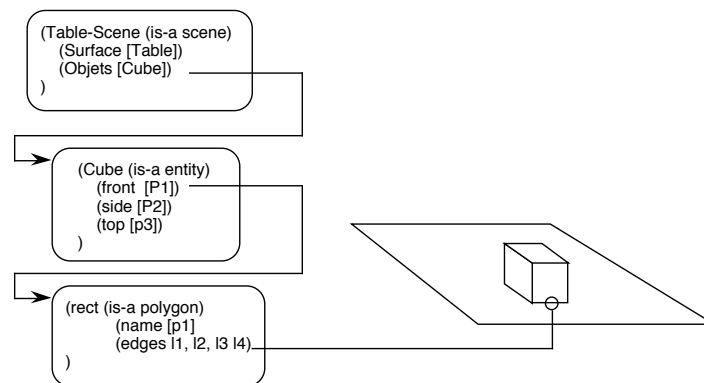 (Table-Scene (is-a scene)
(Surface [Table])
(Objets [Cube])
)
(Cube (is-a entity)
(front [P1])
(side [P2])
(top [p3])
)
(rect (is-a polygon)
(name [p1]
(edges l1, l2, l3 l4)
)